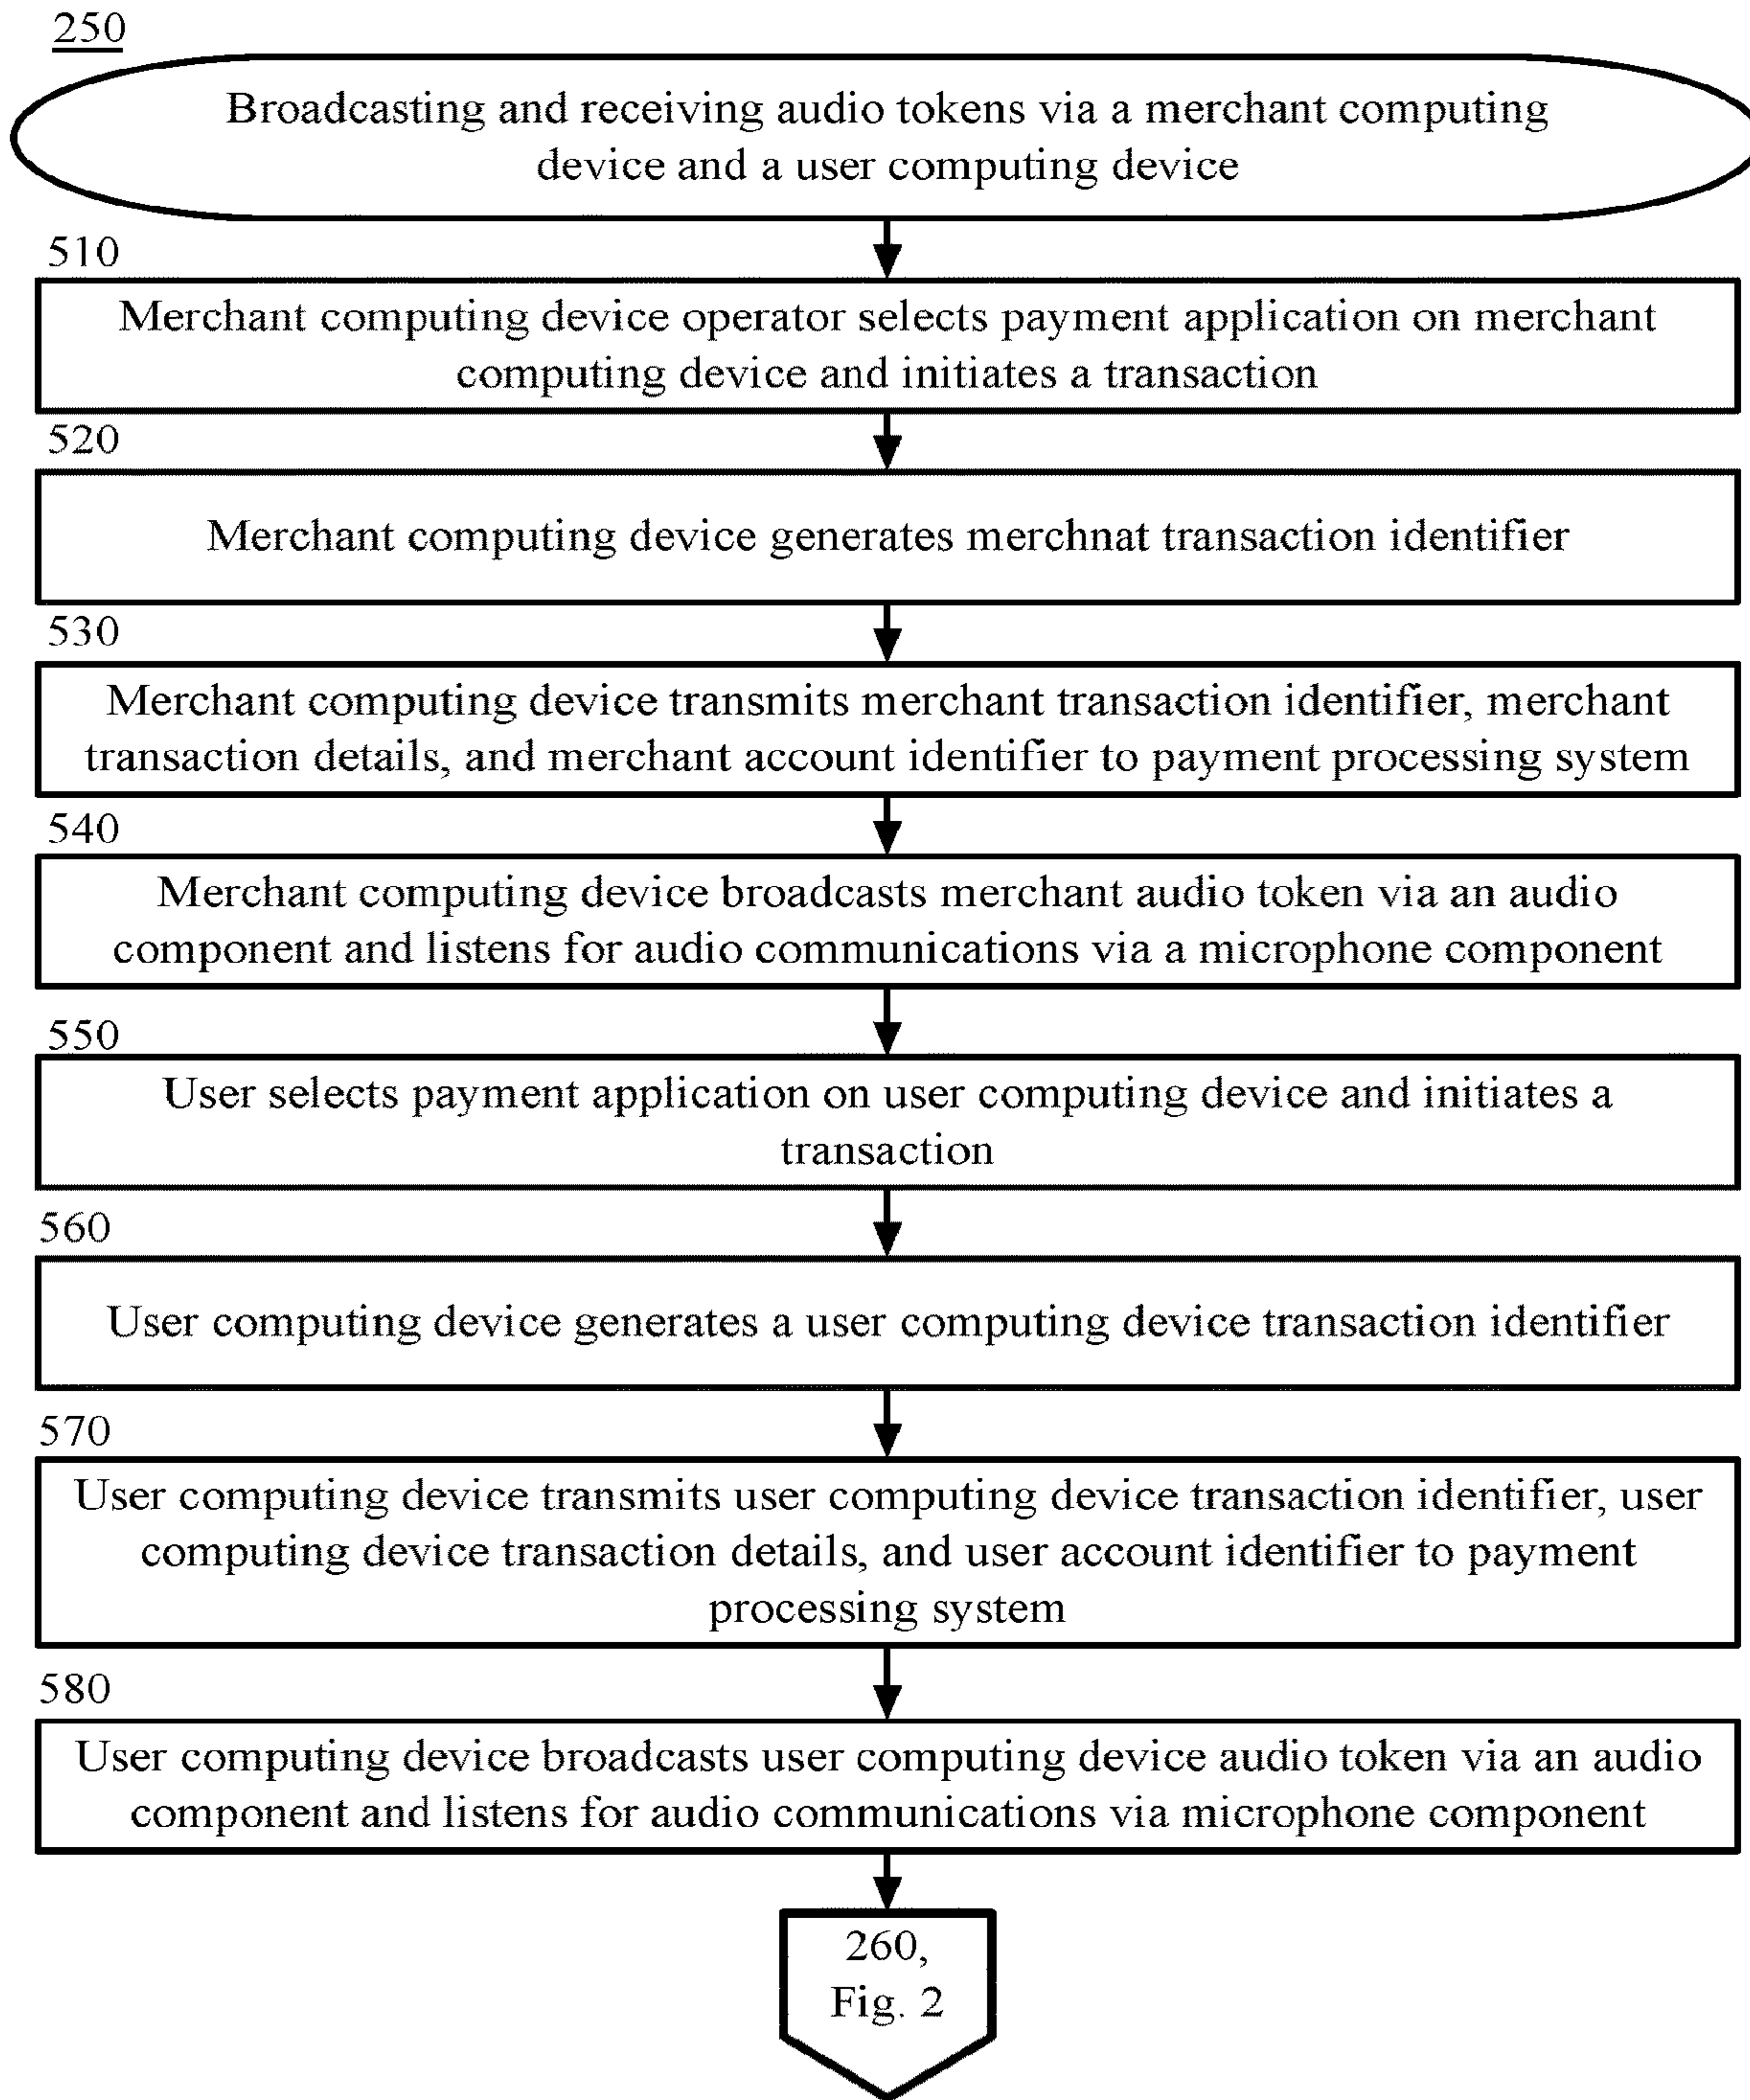 250
Broadcasting and receiving audio tokens via a merchant computing
device and a user computing device
510
Merchant computing device operator selects payment application on merchant
computing device and initiates a transaction
520
Merchant computing device generates merchnat transaction identifier
530
Merchant computing device transmits merchant transaction identifier, merchant
transaction details, and merchant account identifier to payment processing system
540
Merchant computing device broadcasts merchant audio token via an audio
component and listens for audio communications via a microphone component
550
User selects payment application on user computing device and initiates a
transaction
560
User computing device generates a user computing device transaction identifier
570
User computing device transmits user computing device transaction identifier, user
computing device transaction details, and user account identifier to payment
processing system
580
User computing device broadcasts user computing device audio token via an audio
component and listens for audio communications via microphone component
260,
Fig. 2